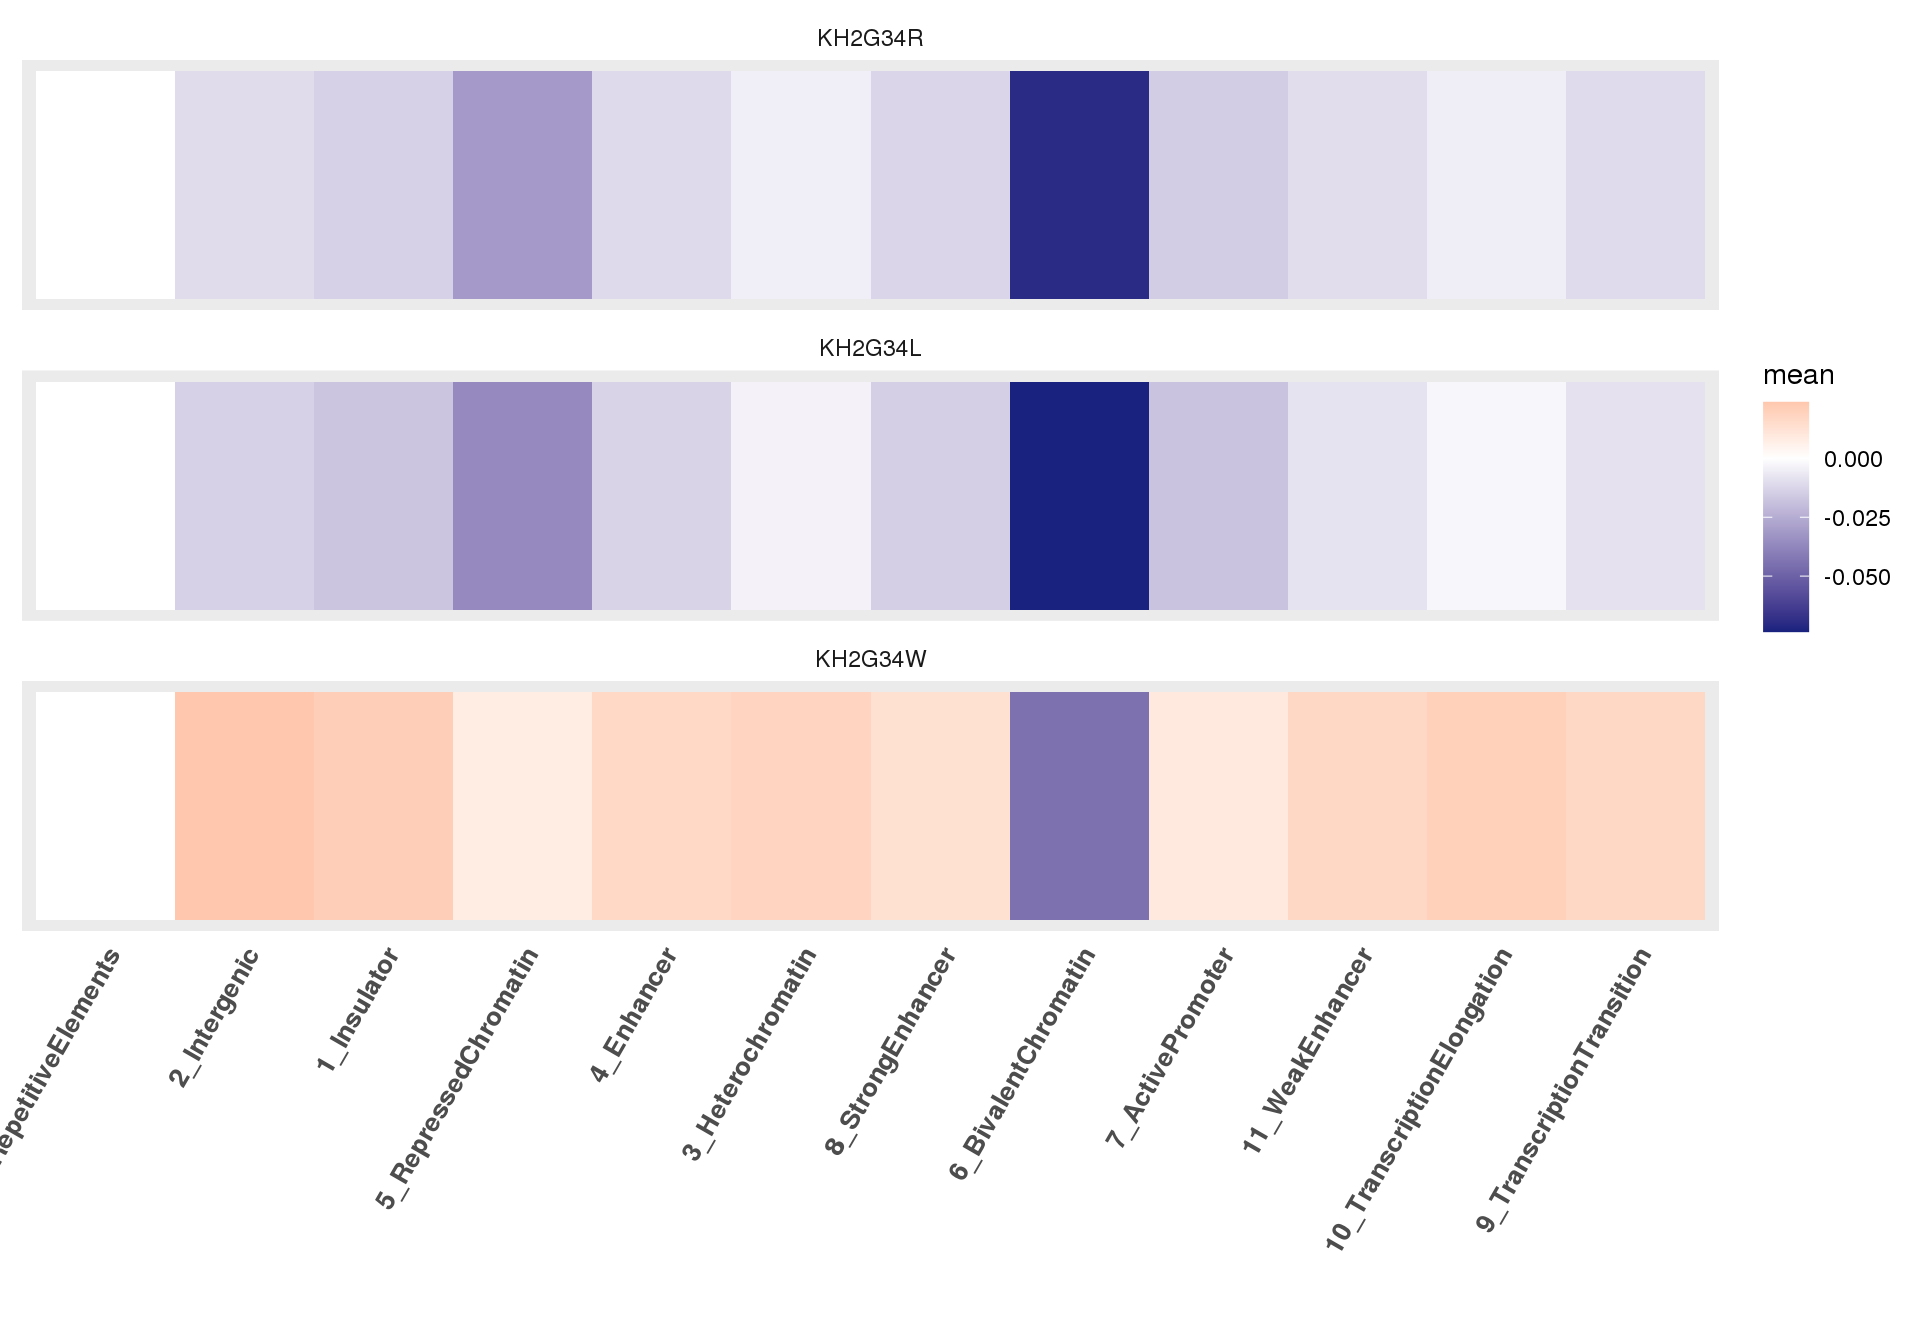 KH2G34R
KH2G34L
mean
0.000
-0.025
-0.050
KH2G34W
epetitiveElements
2_Intergenic
1_Insulator
5_RepressedChromatin
4_Enhancer
3_Heterochromatin
8_StrongEnhancer
6_BivalentChromatin
7_ActivePromoter
11_WeakEnhancer
10_TranscriptionElongation
9_TranscriptionTransition